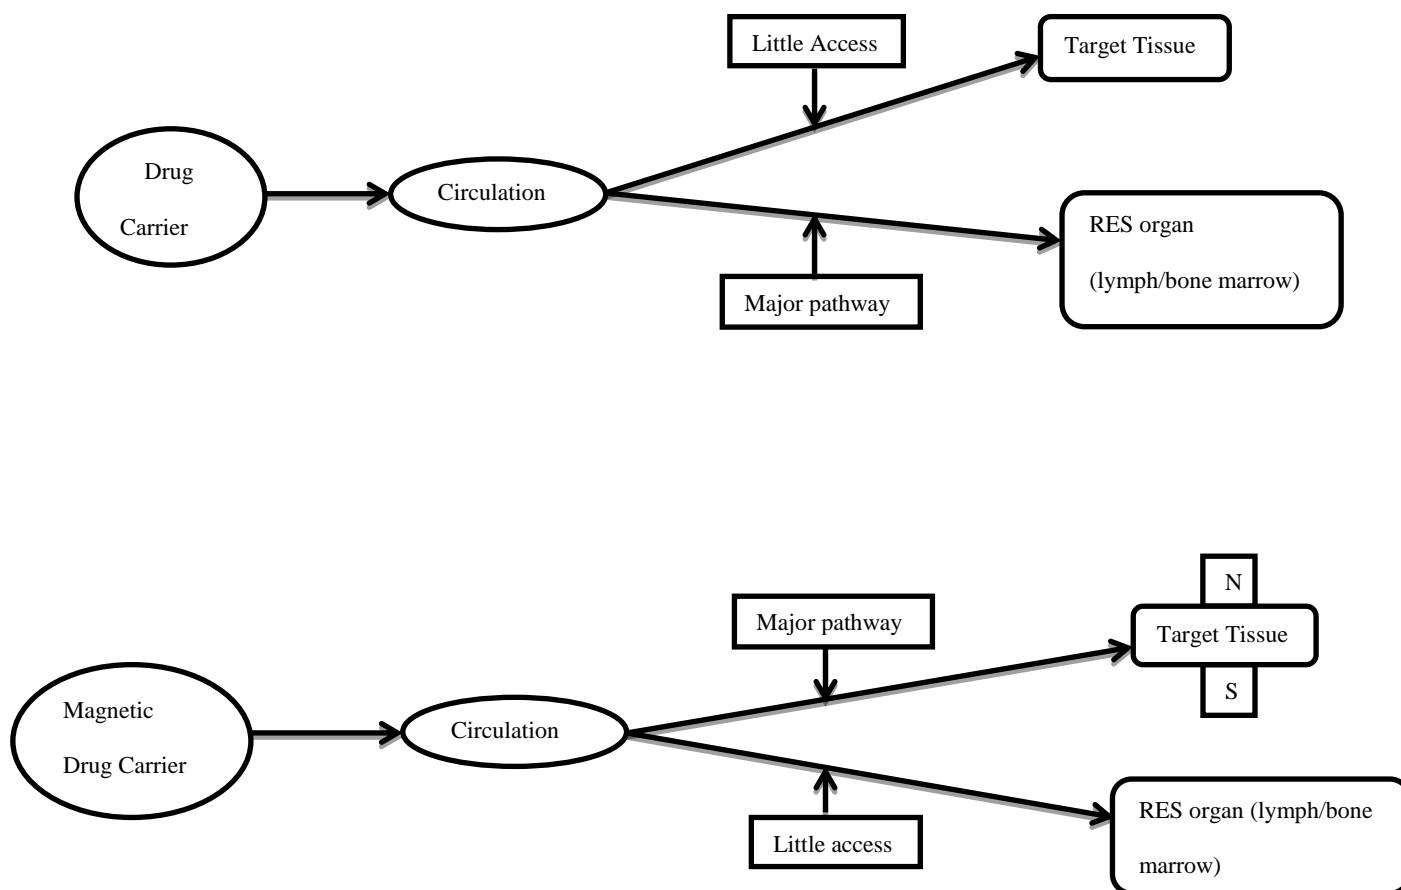 Little Access
Target Tissue
Drug
Carrier
Circulation
RES organ
(lymph/bone marrow)
Major pathway
N
Major pathway
Target Tissue
S
Magnetic
Drug Carrier
Circulation
RES organ (lymph/bone
marrow)
Little access